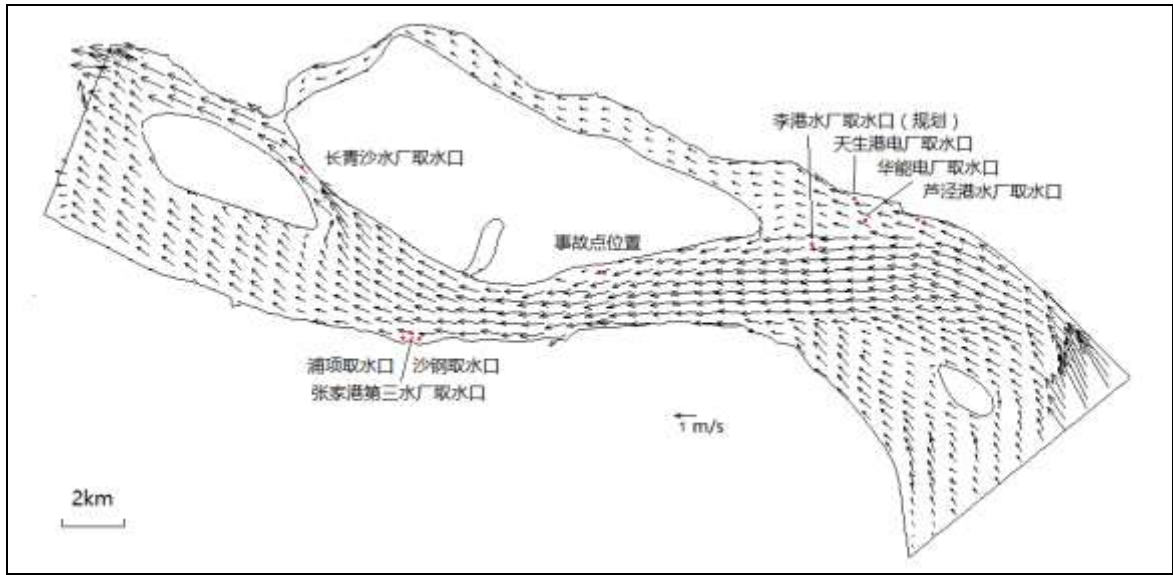 李港水厂取水口（规划）
天生港电厂取水口
华能电厂取水口
芦泾港水厂取水口
长青沙水厂取水口
事故点位置
浦项取水口 沙钢取水口
张家港第三水厂取水口
1 m/s
2km